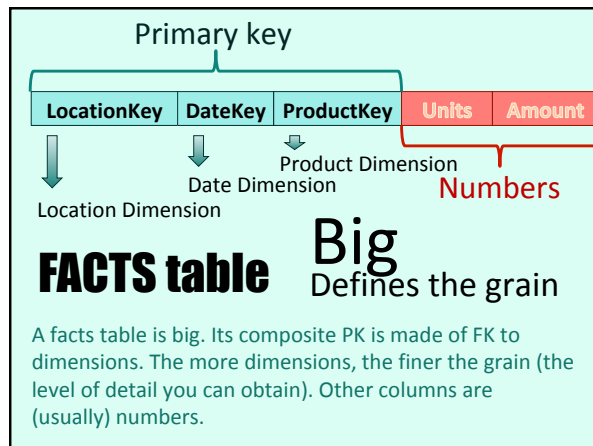 Primary key
LocationKey DateKey ProductKey Units Amount
Product Dimension
Date Dimension
Numbers
Location Dimension
Big
FACTS table
Defines the grain
A facts table is big. Its composite PK is made of FK to
dimensions. The more dimensions, the finer the grain (the
level of detail you can obtain). Other columns are
(usually) numbers.